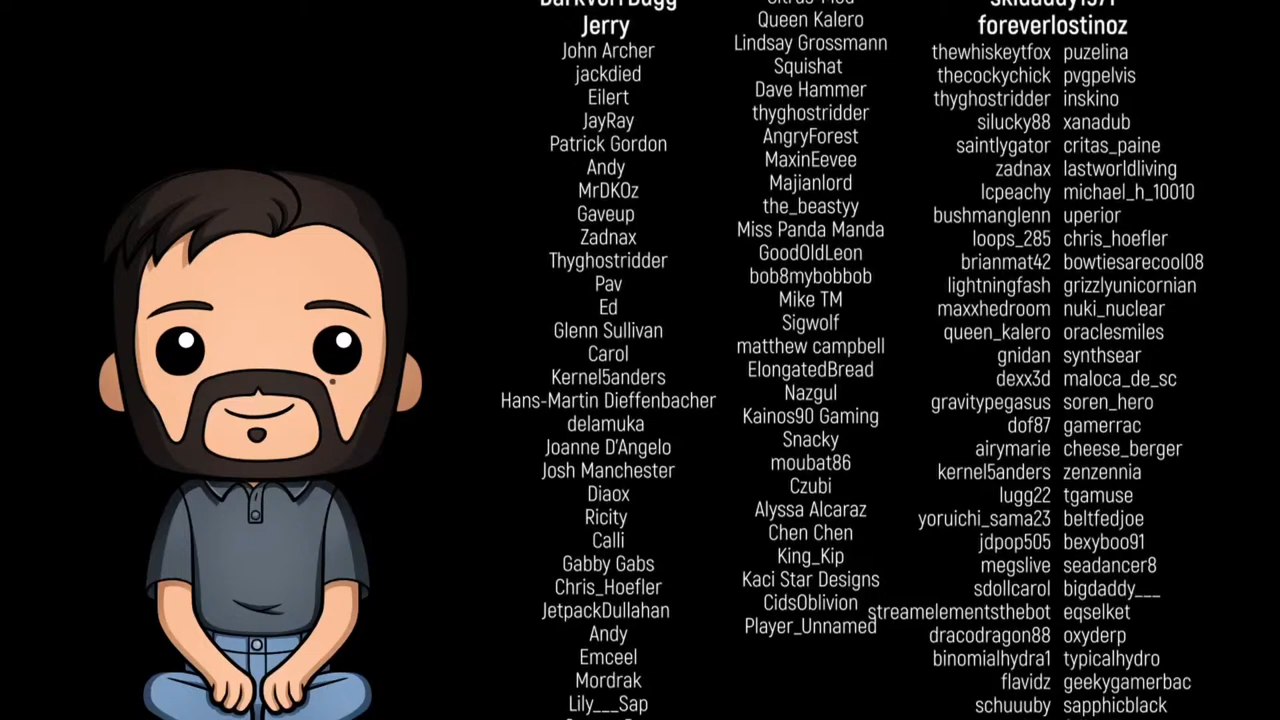 Jerry
John Archer
jackdied
Eilert
JayRay
Patrick Gordon
Andy
MrDKOz
Gaveup
Zadnax
Thyghostridder
Pav
Ed
Glenn Sullivan
Carol
Kernel5anders
Hans-Martin Dieffenbacher
delamuka
Joanne D'Angelo
Josh Manchester
Diaox
Ricity
Calli
Gabby Gabs
Chris_Hoefler
JetpackDullahan
Andy
Emceel
Mordrak
Lily___Sap
Queen Kalero
Lindsay Grossmann
Squishat
Dave Hammer
thyghostridder
AngryForest
MaxinEevee
Majianlord
the_beastyy
Miss Panda Manda
GoodOldLeon
bob8mybobbob
Mike TM
Sigwolf
matthew campbell
ElongatedBread
Nazgul
Kainos90 Gaming
Snacky
moubat86
Czubi
Alyssa Alcaraz
Chen Chen
King_Kip
Kaci Star Designs
CidsOblivion
Player_Unnamed
foreverlostinoz
thewhiskeytfox puzelina
thecockychick pvgpelvis
thyghostridder inskino
silucky88 xanadub
saintlygator critas_paine
zadnax lastworldliving
lcpeachy michael_h_10010
bushmanglenn uperior
loops_285 chris_hoefler
brianmat42 bowtiesarecool08
lightningfash grizzlyunicornian
maxxhedroom nuki_nuclear
queen_kalero oraclesmiles
gnidan synthsear
dexx3d maloca_de_sc
gravitypegasus soren_hero
dof87 gamerrac
airymarie cheese_berger
kernel5anders zenzennia
lugg22 tgamuse
yoruichi_sama23 beltfedjoe
jdpop505 bexyboo91
megslive seadancer8
sdollcarol bigdaddy___
streamelementsthebot eqselket
dracodragon88 oxyderp
binomialhydra1 typicalhydro
flavidz geekygamerbac
schuuuby sapphicblack